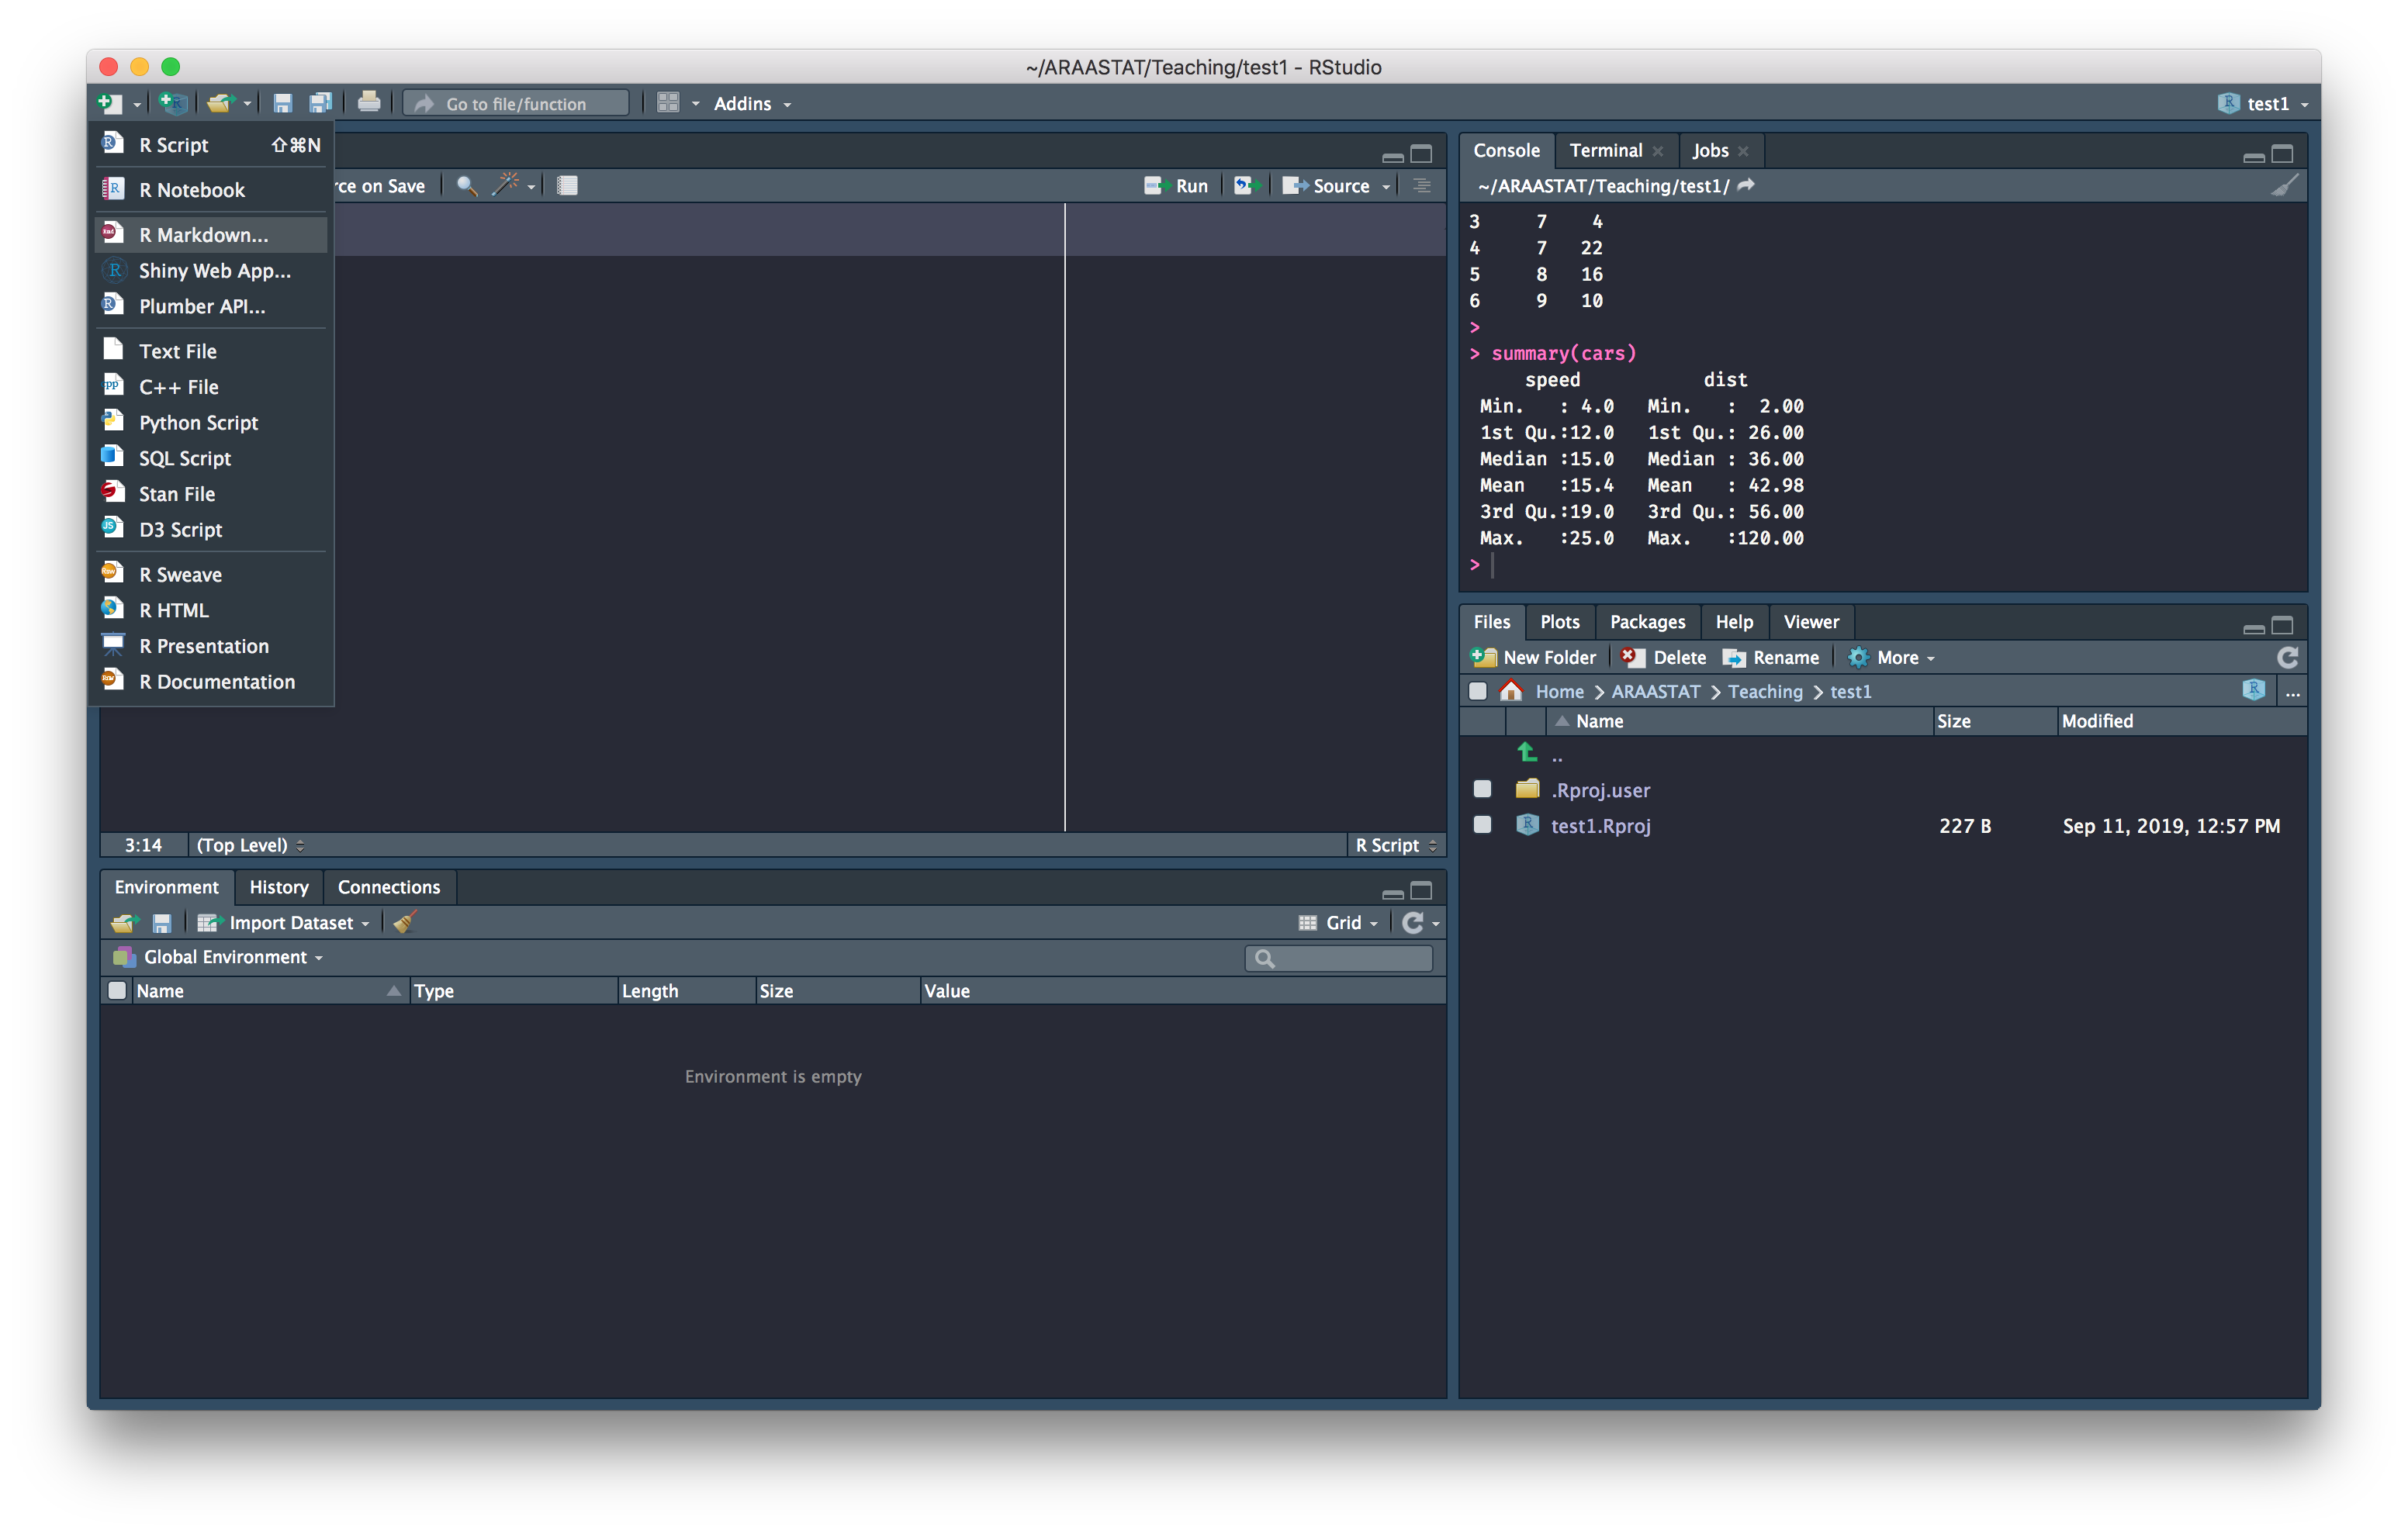 ~/ARAASTAT/Teaching/test1 - RStudio
Go to file/function
Addins
test1
R Script ⇧⌘N
R Notebook
R Markdown...
Shiny Web App...
Plumber API...
Text File
C++ File
Python Script
SQL Script
Stan File
D3 Script
R Sweave
R HTML
R Presentation
R Documentation
rce on Save
Run
Source
3:14
(Top Level)
R Script
Environment
History
Connections
Import Dataset
Grid
Global Environment
Name
Type
Length
Size
Value
Environment is empty
Console
Terminal
Jobs
~/ARAASTAT/Teaching/test1/
3     7    4
4     7   22
5     8   16
6     9   10
>
> summary(cars)
     speed           dist
 Min.   : 4.0   Min.   :  2.00
 1st Qu.:12.0   1st Qu.: 26.00
 Median :15.0   Median : 36.00
 Mean   :15.4   Mean   : 42.98
 3rd Qu.:19.0   3rd Qu.: 56.00
 Max.   :25.0   Max.   :120.00
>
Files
Plots
Packages
Help
Viewer
New Folder
Delete
Rename
More
Home > ARAASTAT > Teaching > test1
...
Name
Size
Modified
..
.Rproj.user
test1.Rproj 227 B Sep 11, 2019, 12:57 PM